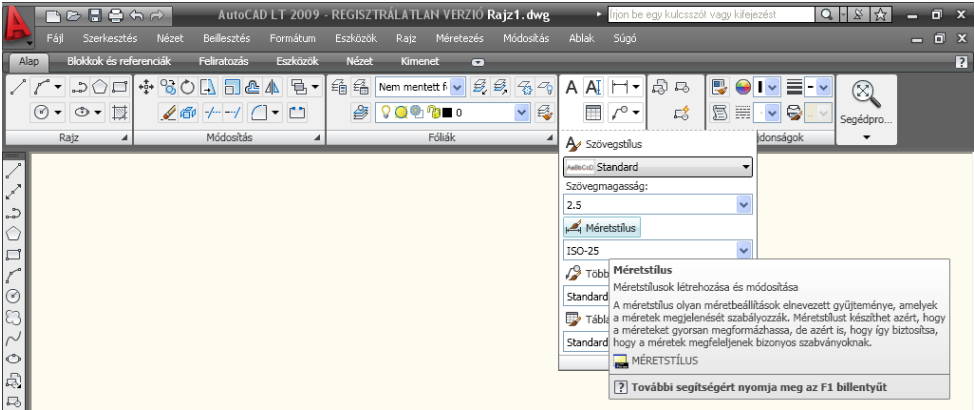 AutoCAD LT 2009 - REGISZTRÁLATLAN VERZIÓ Rajz1.dwg
Írjon be egy kulcsszót vagy kifejezést
Fájl Szerkesztés Nézet Beillesztés Formátum Eszközök Rajz Méretezés Módosítás Ablak Súgó
Alap Blokkok és referenciák Feliratozás Eszközök Nézet Kimenet
Nem mentett f
0
Segédpro...
Rajz Módosítás Fóliák jdonságok
Szövegstílus
AaBbCcD Standard
Szövegmagasság:
2.5
Méretstílus
ISO-25
Több
Standard
Tábla
Standard
Méretstílus
Méretstílusok létrehozása és módosítása
A méretstílus olyan méretbeállítások elnevezett gyűjteménye, amelyek
a méretek megjelenését szabályozzák. Méretstílust készíthet azért, hogy
a méreteket gyorsan megformázhassa, de azért is, hogy így biztosítsa,
hogy a méretek megfeleljenek bizonyos szabványoknak.
MÉRETSTÍLUS
További segítségért nyomja meg az F1 billentyűt